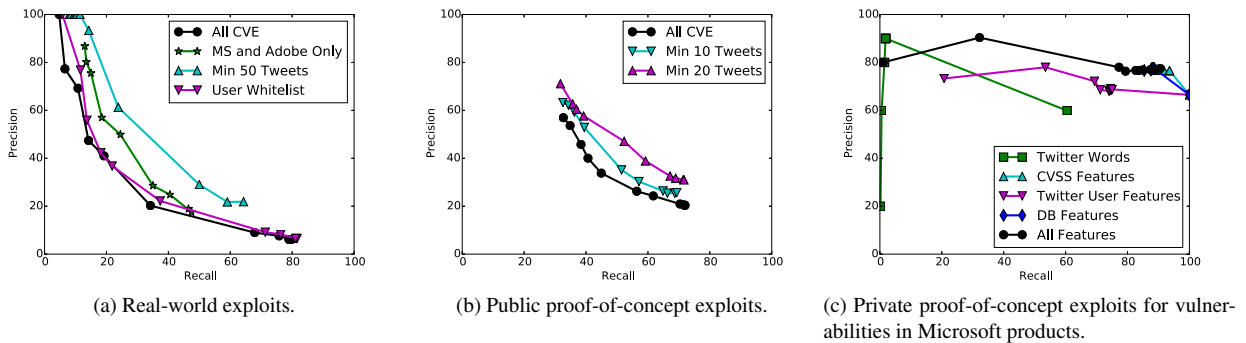 100
80
60
40
20
0
0
20
40
60
80
100
Precision
Recall
All CVE
MS and Adobe Only
Min 50 Tweets
User Whitelist
(a) Real-world exploits.
100
80
60
40
20
0
0
20
40
60
80
100
Precision
Recall
All CVE
Min 10 Tweets
Min 20 Tweets
(b) Public proof-of-concept exploits.
100
80
60
40
20
0
0
20
40
60
80
100
Precision
Recall
Twitter Words
CVSS Features
Twitter User Features
DB Features
All Features
(c) Private proof-of-concept exploits for vulner-
abilities in Microsoft products.